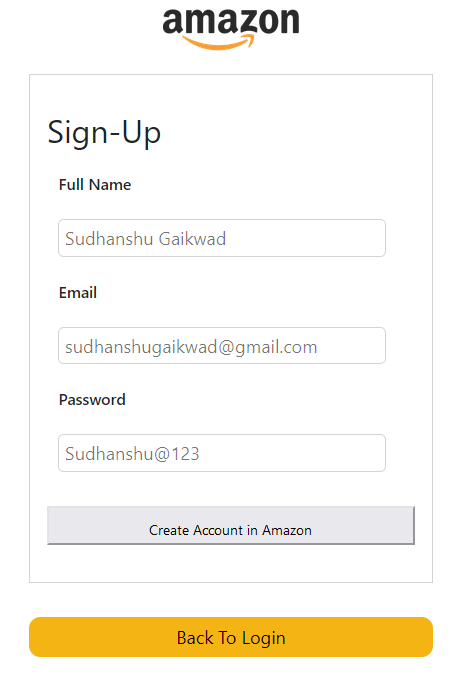 amazon
Sign-Up
Full Name
Sudhanshu Gaikwad
Email
sudhanshugaikwad@gmail.com
Password
Sudhanshu@123
Create Account in Amazon
Back To Login